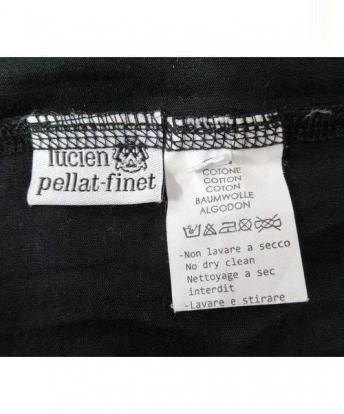 lucien
pellat-finet
COTONE
COTTON
COTON
BAUMWOLLE
ALGODON
-Non lavare a secco
No dry clean
Nettoyage a sec
interdit
-Lavare e stirare